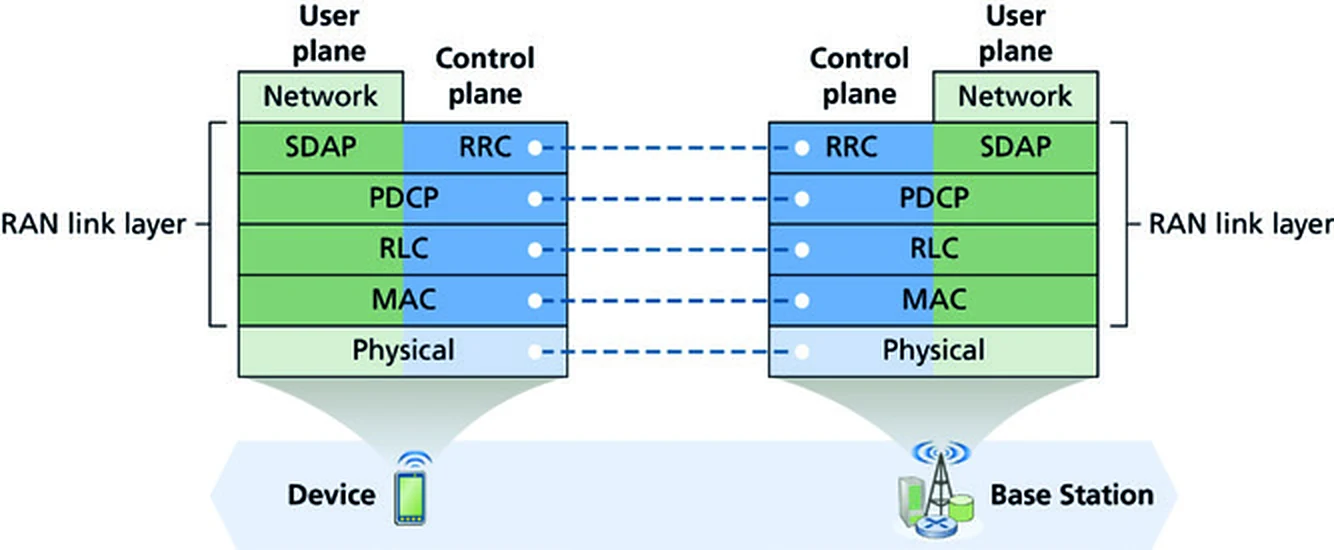 User
plane
Control
plane
Network
SDAP
RRC
PDCP
RLC
MAC
Physical
RAN link layer
Control
plane
User
plane
Network
RRC
SDAP
PDCP
RLC
MAC
Physical
RAN link layer
Device
Base Station